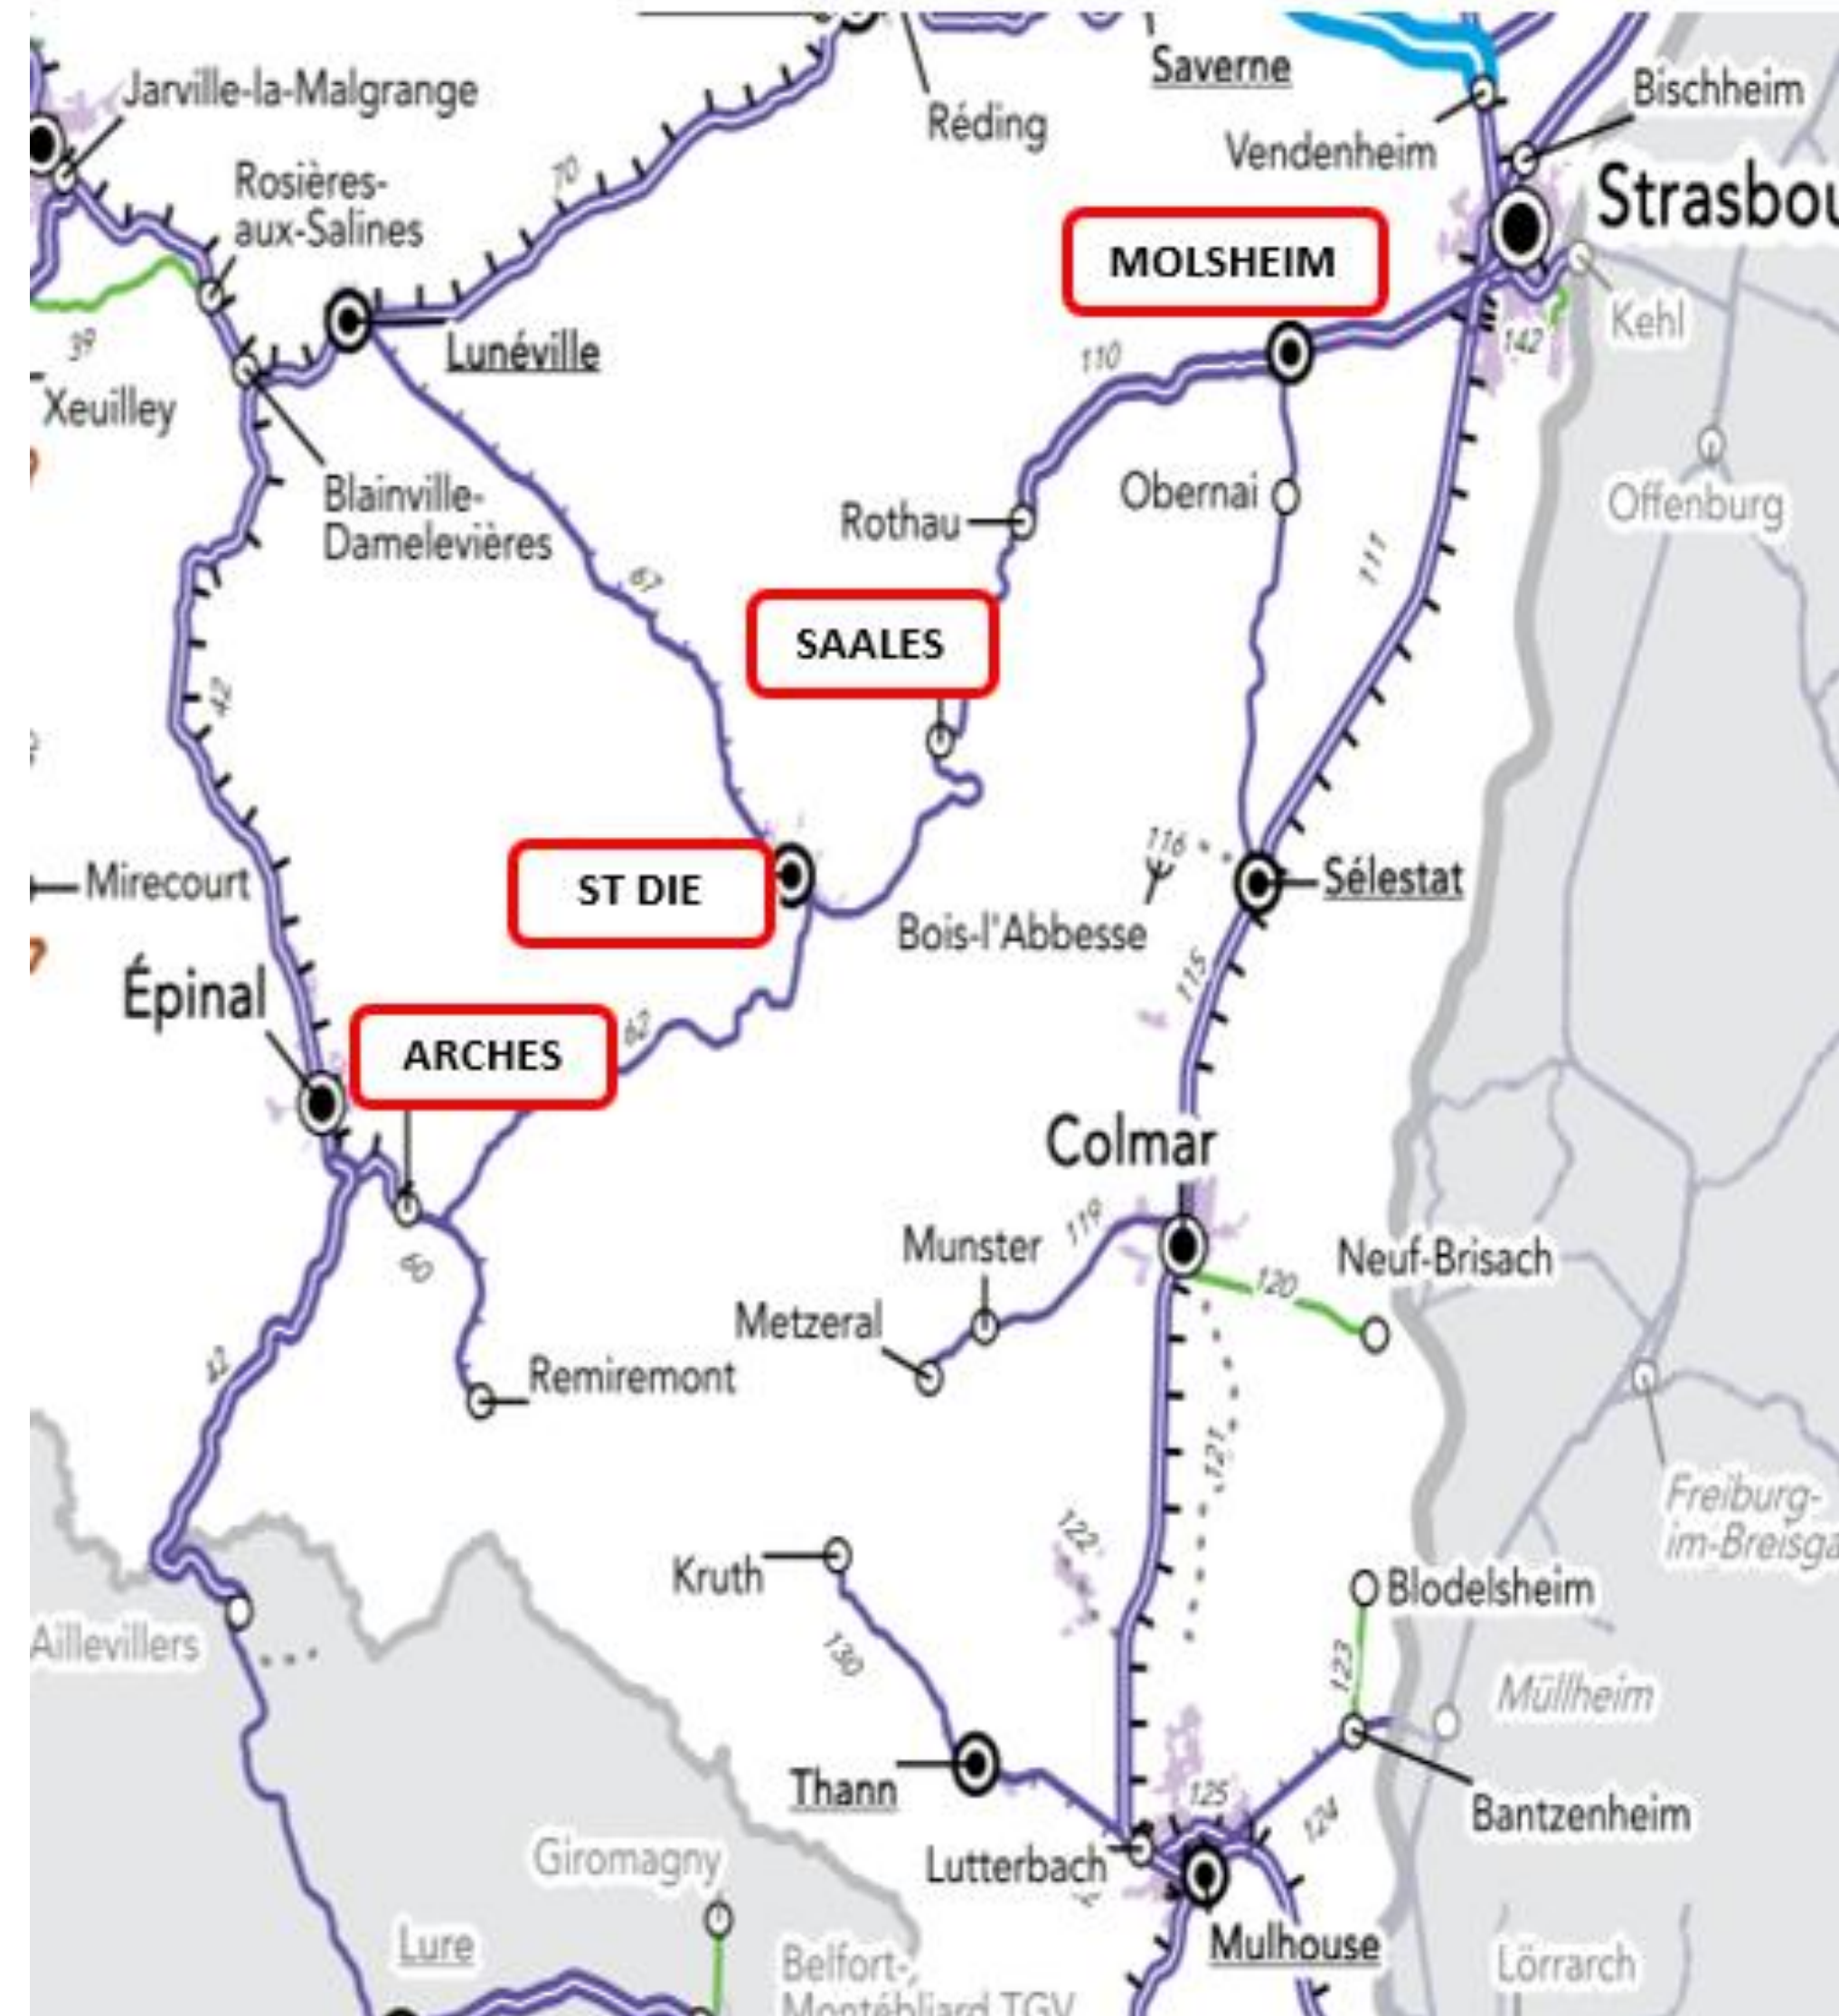 Saverne
Jarville-la-Malgrange
Réding
Bischheim
Vendenheim
Rosières-
aux-Salines
70
Strasbou
MOLSHEIM
39
Lunéville
Kehl
142
110
Xeuilley
Blainville-
Damelevières
Obernai
Offenburg
Rothau
111
67
SAALES
42
116
Mirecourt
ST DIE
Sélestat
Bois-l'Abbesse
115
Épinal
62
ARCHES
Colmar
119
Munster
Neuf-Brisach
60
120
Metzeral
42
Remiremont
121
Freiburg-
im-Breisga
122
Kruth
Blodelsheim
Aillevillers
130
123
Müllheim
Thann
125
124
Bantzenheim
Giromagny
Lutterbach
Lure
Mulhouse
Belfort-
Montébliard TGV
Lörrarch